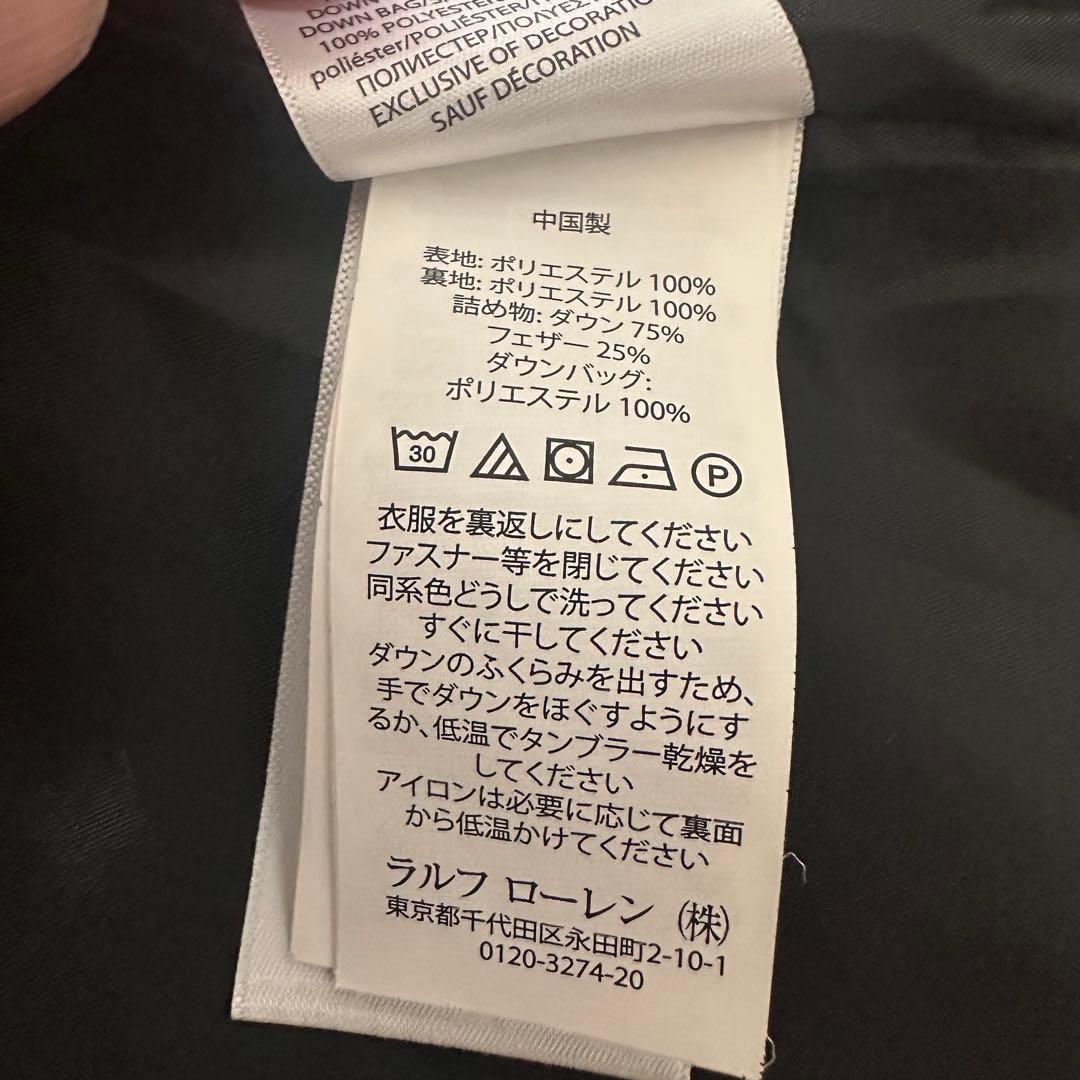 DOWN
DOWN BAG/
100% POLYESTER/
poliéster/POLIÉSTER/
ПОЛИЕСТЕР/ПОЛУЕΣ
EXCLUSIVE OF DECORATION
SAUF DÉCORATION
中国製
表地: ポリエステル 100%
裏地: ポリエステル 100%
詰め物: ダウン 75%
フェザー 25%
ダウンバッグ:
ポリエステル 100%
30 P
衣服を裏返しにしてください
ファスナー等を閉じてください
同系色どうしで洗ってください
すぐに干してください
ダウンのふくらみを出すため、
手でダウンをほぐすようにす
るか、低温でタンブラー乾燥を
してください
アイロンは必要に応じて裏面
から低温かけてください
ラルフ ローレン (株)
東京都千代田区永田町2-10-1
0120-3274-20